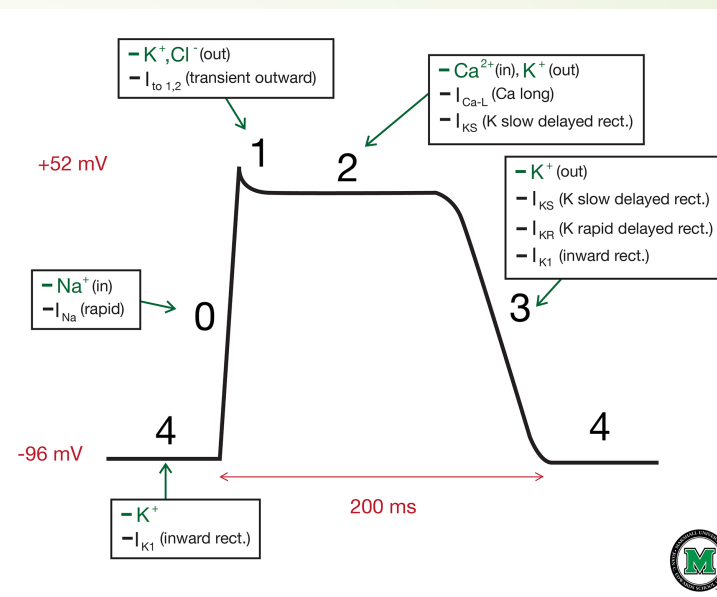 – K⁺,Cl⁻ (out)
– I to 1,2 (transient outward)
– Ca²⁺(in), K⁺ (out)
– I Ca-L (Ca long)
– I KS (K slow delayed rect.)
+52 mV
1
2
– K⁺ (out)
– I KS (K slow delayed rect.)
– I KR (K rapid delayed rect.)
– I K1 (inward rect.)
– Na⁺ (in)
– I Na (rapid)
0
3
4
4
-96 mV
200 ms
– K⁺
– I K1 (inward rect.)
M